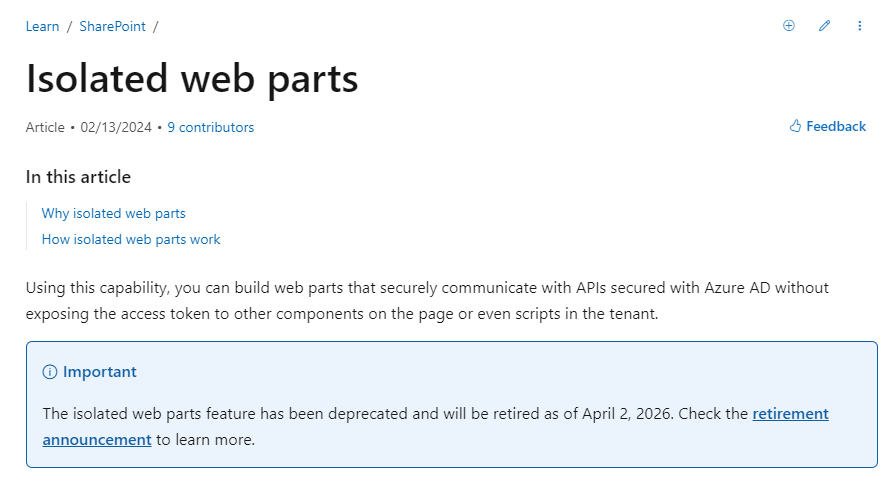 Learn / SharePoint /
Isolated web parts
Article • 02/13/2024 • 9 contributors
Feedback
In this article
Why isolated web parts
How isolated web parts work
Using this capability, you can build web parts that securely communicate with APIs secured with Azure AD without
exposing the access token to other components on the page or even scripts in the tenant.
Important
The isolated web parts feature has been deprecated and will be retired as of April 2, 2026. Check the retirement
announcement to learn more.